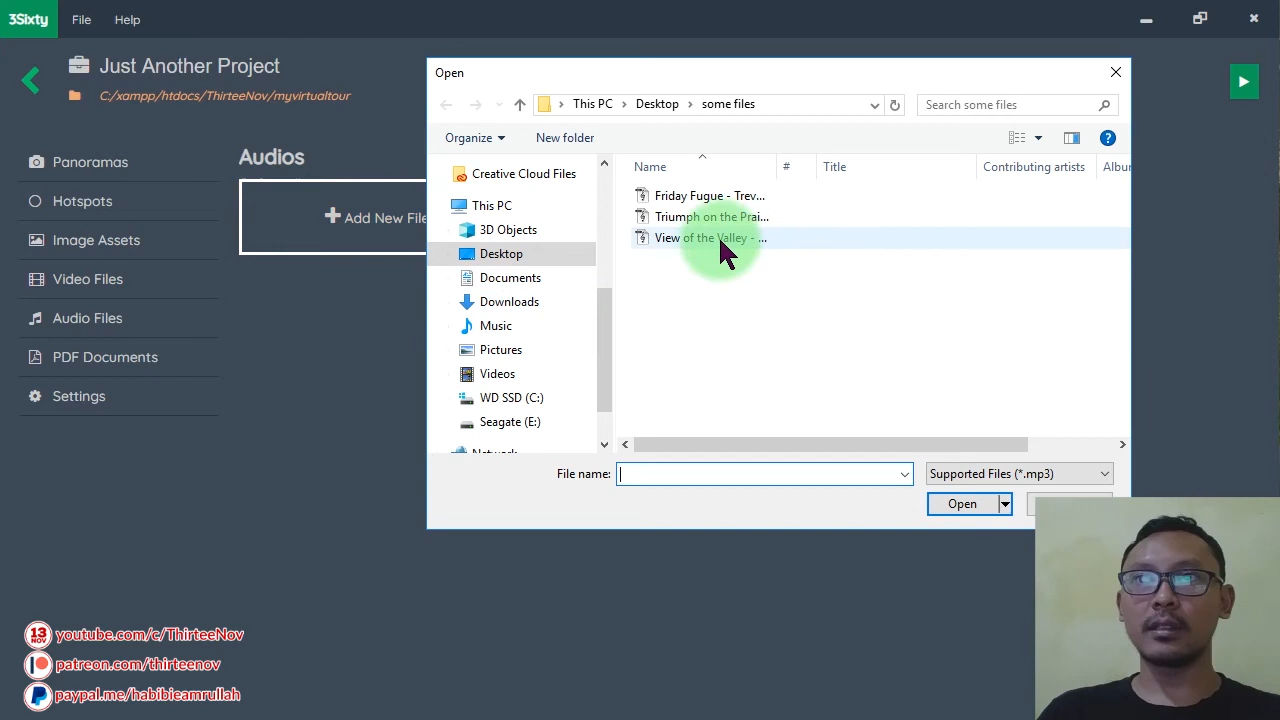 3Sixty File Help
Just Another Project
C:/xampp/htdocs/ThirteeNov/myvirtualtour
Panoramas
Hotspots
Image Assets
Video Files
Audio Files
PDF Documents
Settings
Audios
Add New File
Open
This PC > Desktop > some files
Search some files
Organize New folder
Creative Cloud Files
This PC
3D Objects
Desktop
Documents
Downloads
Music
Pictures
Videos
WD SSD (C:)
Seagate (E:)
Name # Title Contributing artists Album
Friday Fugue - Trev...
Triumph on the Prai...
View of the Valley - ...
File name: Supported Files (*.mp3)
Open
13 NOV youtube.com/c/ThirteeNov
patreon.com/thirteenov
paypal.me/habibieamrullah